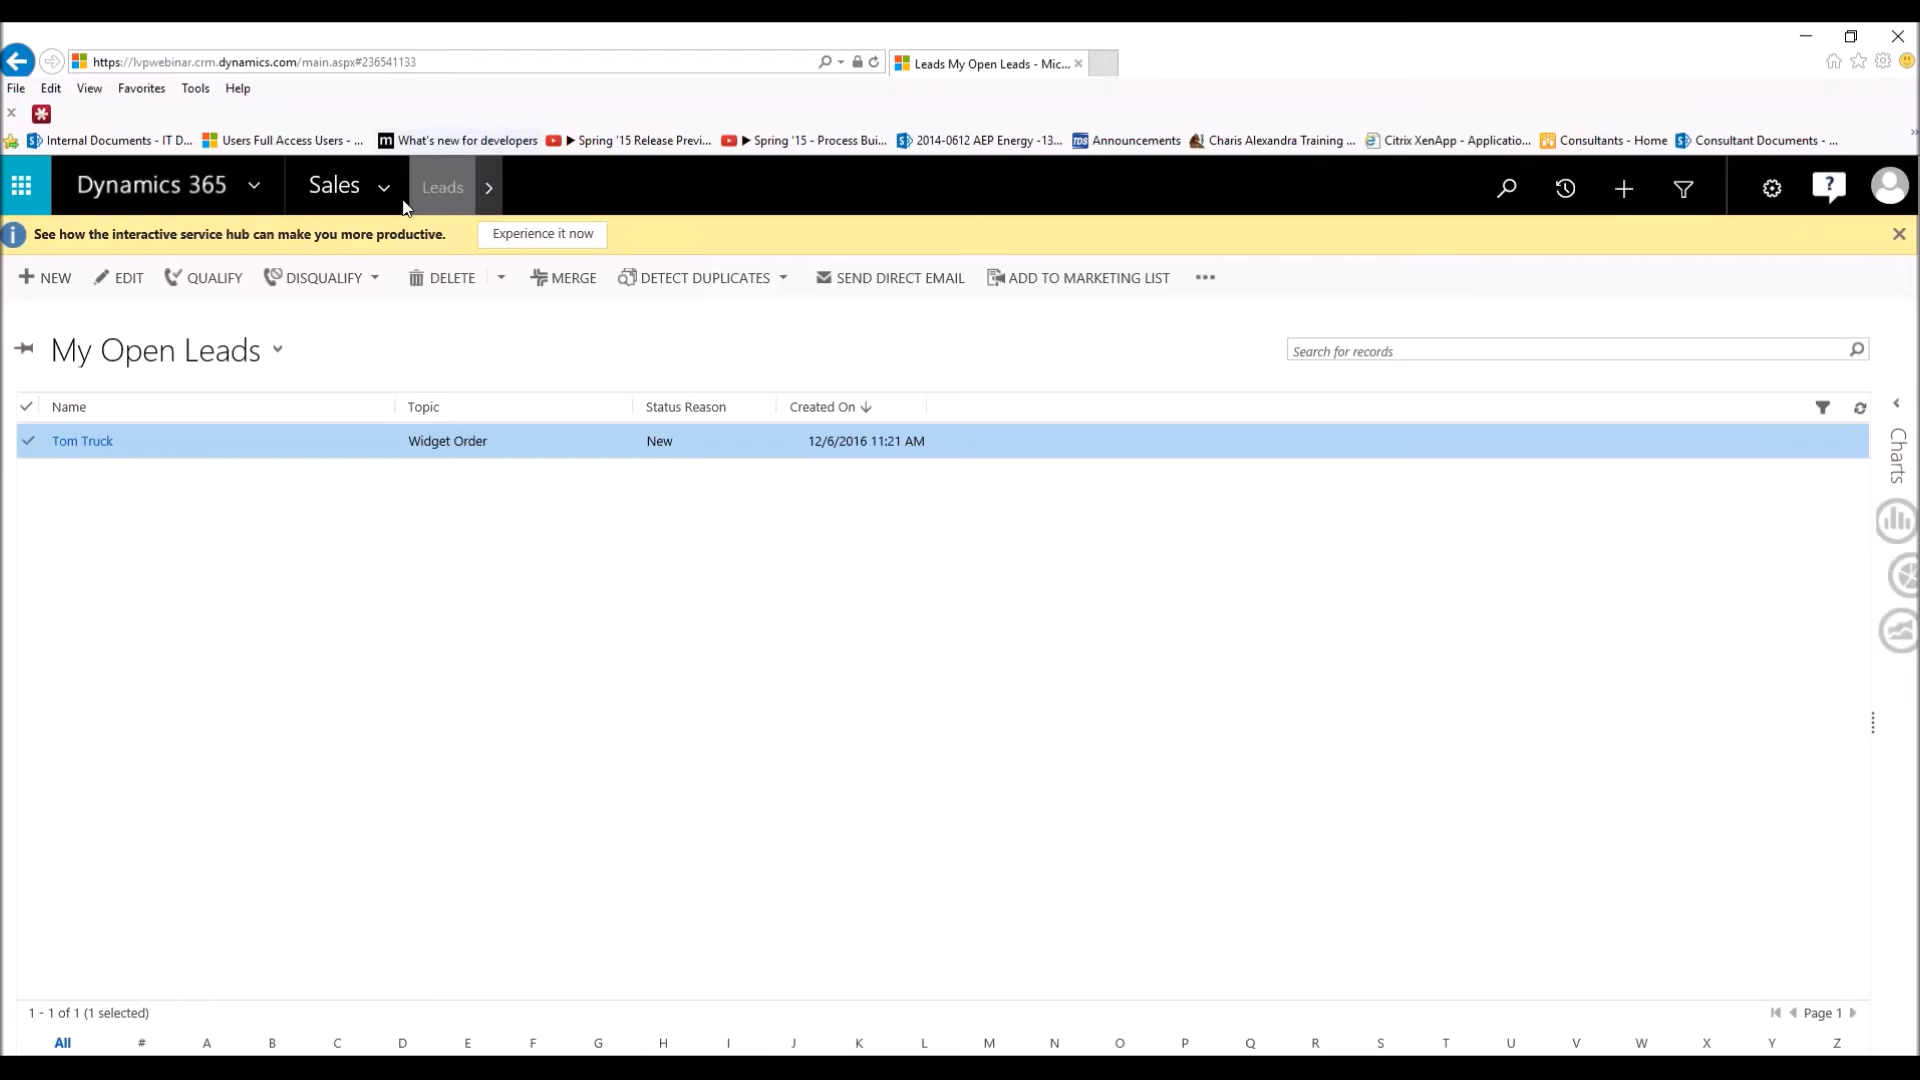 https://lvpwebinar.crm.dynamics.com/main.aspx#236541133
Leads My Open Leads - Mic...
File Edit View Favorites Tools Help
Internal Documents - IT D... Users Full Access Users - ... m What's new for developers ▶ Spring '15 Release Previ... ▶ Spring '15 - Process Bui... 2014-0612 AEP Energy -13... TDS Announcements Charis Alexandra Training ... Citrix XenApp - Applicatio... Consultants - Home Consultant Documents - ...
Dynamics 365 Sales Leads
See how the interactive service hub can make you more productive. Experience it now
NEW EDIT QUALIFY DISQUALIFY DELETE MERGE DETECT DUPLICATES SEND DIRECT EMAIL ADD TO MARKETING LIST ...
My Open Leads
Search for records
Name Topic Status Reason Created On ↓
Tom Truck Widget Order New 12/6/2016 11:21 AM
Charts
1 - 1 of 1 (1 selected)
Page 1
All # A B C D E F G H I J K L M N O P Q R S T U V W X Y Z